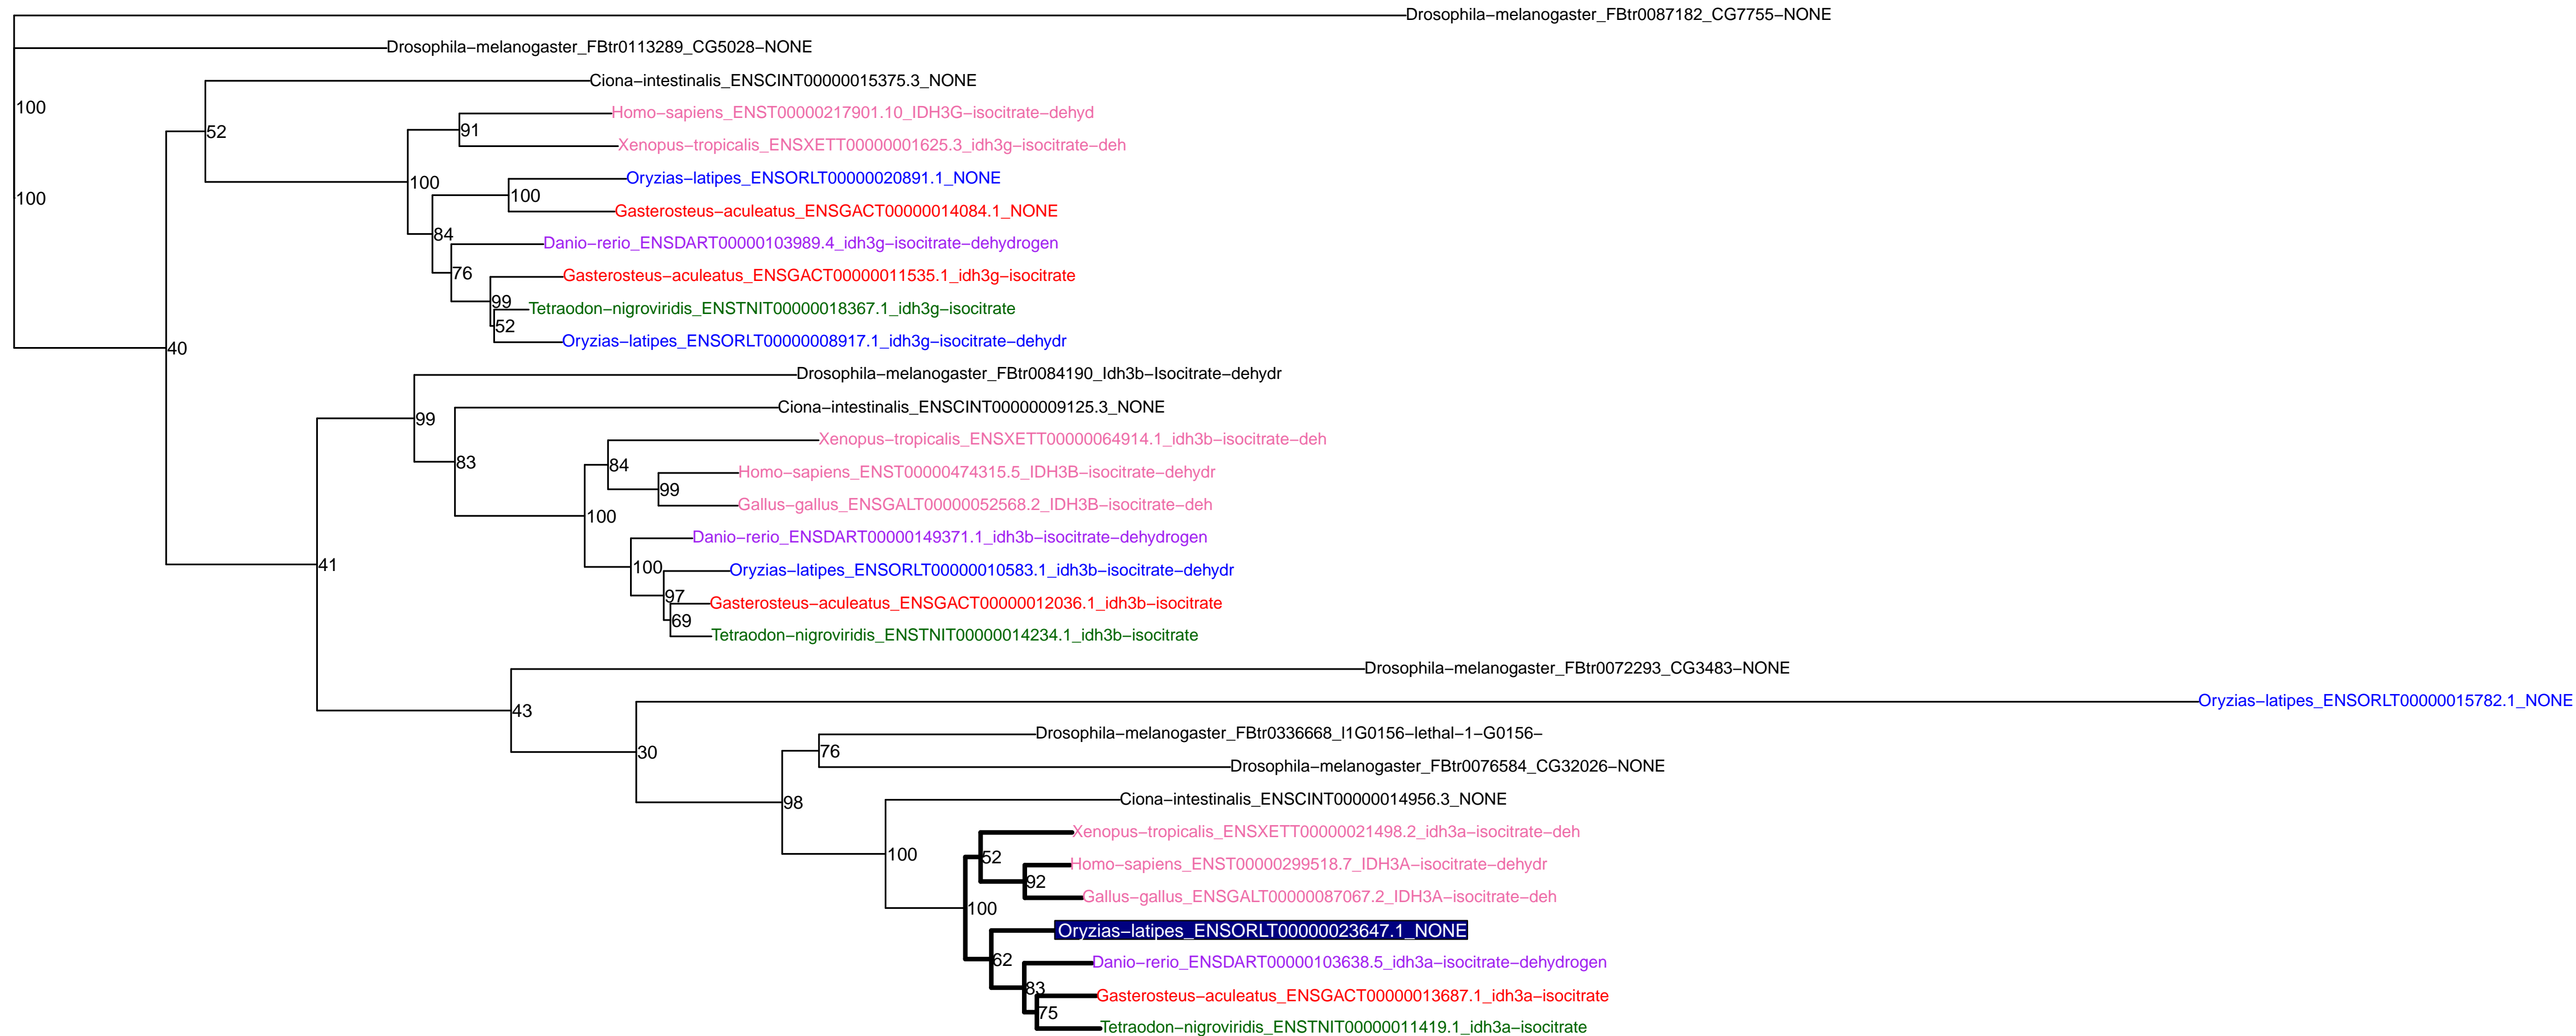 Drosophila−melanogaster_FBtr0087182_CG7755−NONE
Drosophila−melanogaster_FBtr0113289_CG5028−NONE
Ciona−intestinalis_ENSCINT00000015375.3_NONE
100
Homo−sapiens_ENST00000217901.10_IDH3G−isocitrate−dehyd
52
91
Xenopus−tropicalis_ENSXETT00000001625.3_idh3g−isocitrate−deh
Oryzias−latipes_ENSORLT00000020891.1_NONE
100
100
100
Gasterosteus−aculeatus_ENSGACT00000014084.1_NONE
84
Danio−rerio_ENSDART00000103989.4_idh3g−isocitrate−dehydrogen
76
Gasterosteus−aculeatus_ENSGACT00000011535.1_idh3g−isocitrate
99
Tetraodon−nigroviridis_ENSTNIT00000018367.1_idh3g−isocitrate
52
Oryzias−latipes_ENSORLT00000008917.1_idh3g−isocitrate−dehydr
40
Drosophila−melanogaster_FBtr0084190_Idh3b−Isocitrate−dehydr
Ciona−intestinalis_ENSCINT00000009125.3_NONE
99
Xenopus−tropicalis_ENSXETT00000064914.1_idh3b−isocitrate−deh
83
84
Homo−sapiens_ENST00000474315.5_IDH3B−isocitrate−dehydr
99
Gallus−gallus_ENSGALT00000052568.2_IDH3B−isocitrate−deh
100
Danio−rerio_ENSDART00000149371.1_idh3b−isocitrate−dehydrogen
41
100
Oryzias−latipes_ENSORLT00000010583.1_idh3b−isocitrate−dehydr
97
Gasterosteus−aculeatus_ENSGACT00000012036.1_idh3b−isocitrate
69
Tetraodon−nigroviridis_ENSTNIT00000014234.1_idh3b−isocitrate
Drosophila−melanogaster_FBtr0072293_CG3483−NONE
Oryzias−latipes_ENSORLT00000015782.1_NONE
43
Drosophila−melanogaster_FBtr0336668_l1G0156−lethal−1−G0156−
30
76
Drosophila−melanogaster_FBtr0076584_CG32026−NONE
98
Ciona−intestinalis_ENSCINT00000014956.3_NONE
Xenopus−tropicalis_ENSXETT00000021498.2_idh3a−isocitrate−deh
100
52
Homo−sapiens_ENST00000299518.7_IDH3A−isocitrate−dehydr
92
Gallus−gallus_ENSGALT00000087067.2_IDH3A−isocitrate−deh
100
Oryzias−latipes_ENSORLT00000023647.1_NONE
62
Danio−rerio_ENSDART00000103638.5_idh3a−isocitrate−dehydrogen
83
Gasterosteus−aculeatus_ENSGACT00000013687.1_idh3a−isocitrate
75
Tetraodon−nigroviridis_ENSTNIT00000011419.1_idh3a−isocitrate